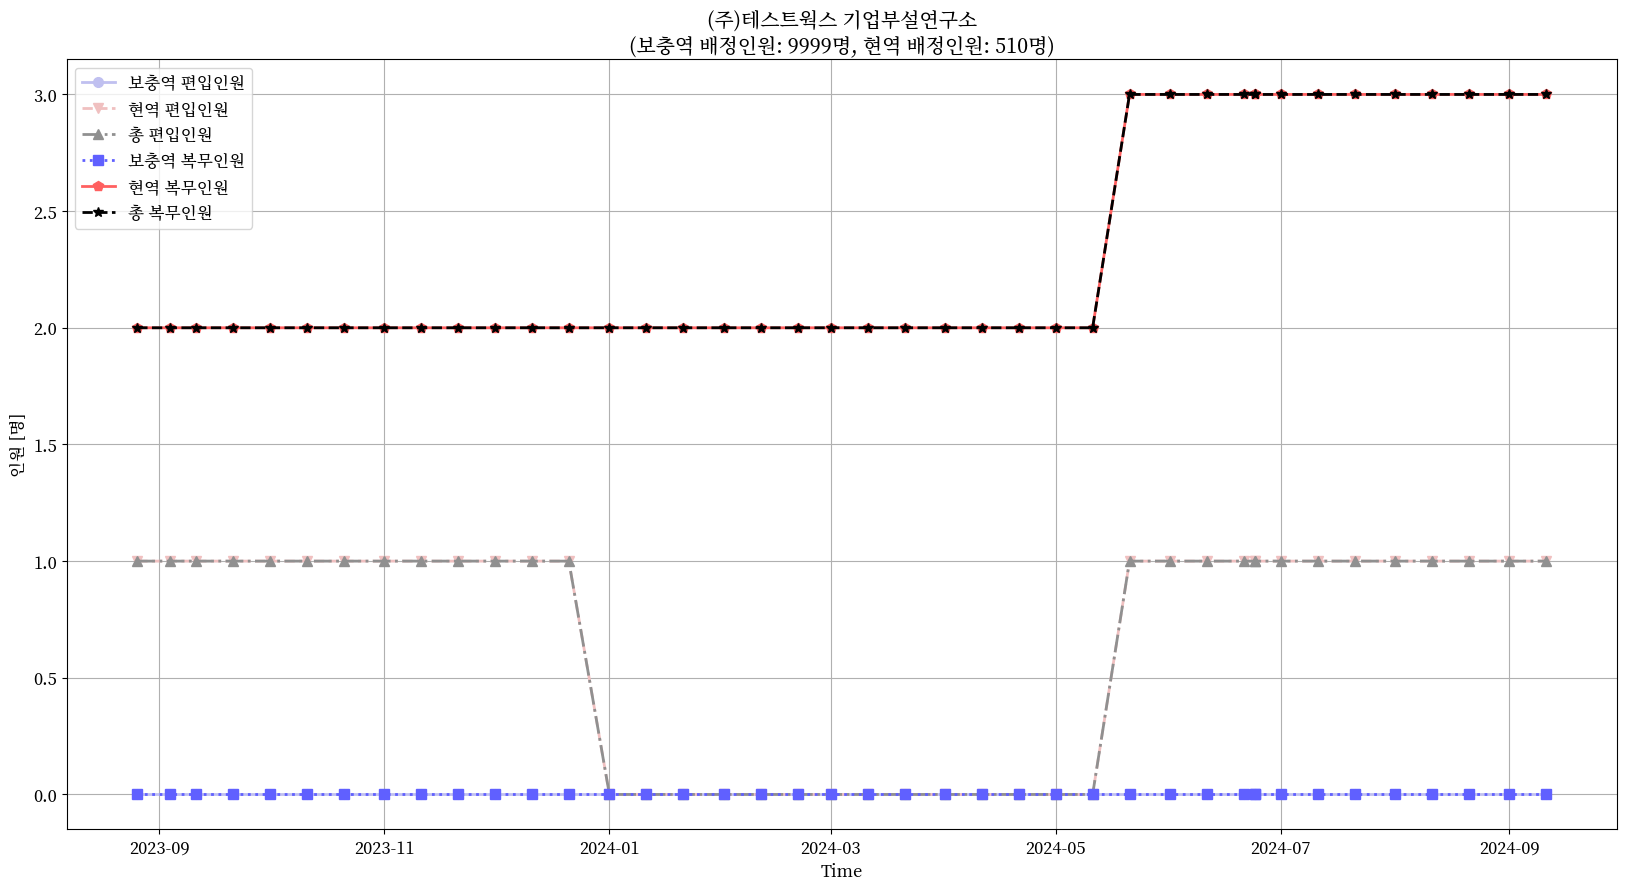 (주)테스트웍스 기업부설연구소
(보충역 배정인원: 9999명, 현역 배정인원: 510명)
보충역 편입인원
현역 편입인원
총 편입인원
보충역 복무인원
현역 복무인원
총 복무인원
인원 [명]
3.0
2.5
2.0
1.5
1.0
0.5
0.0
2023-09
2023-11
2024-01
2024-03
2024-05
2024-07
2024-09
Time